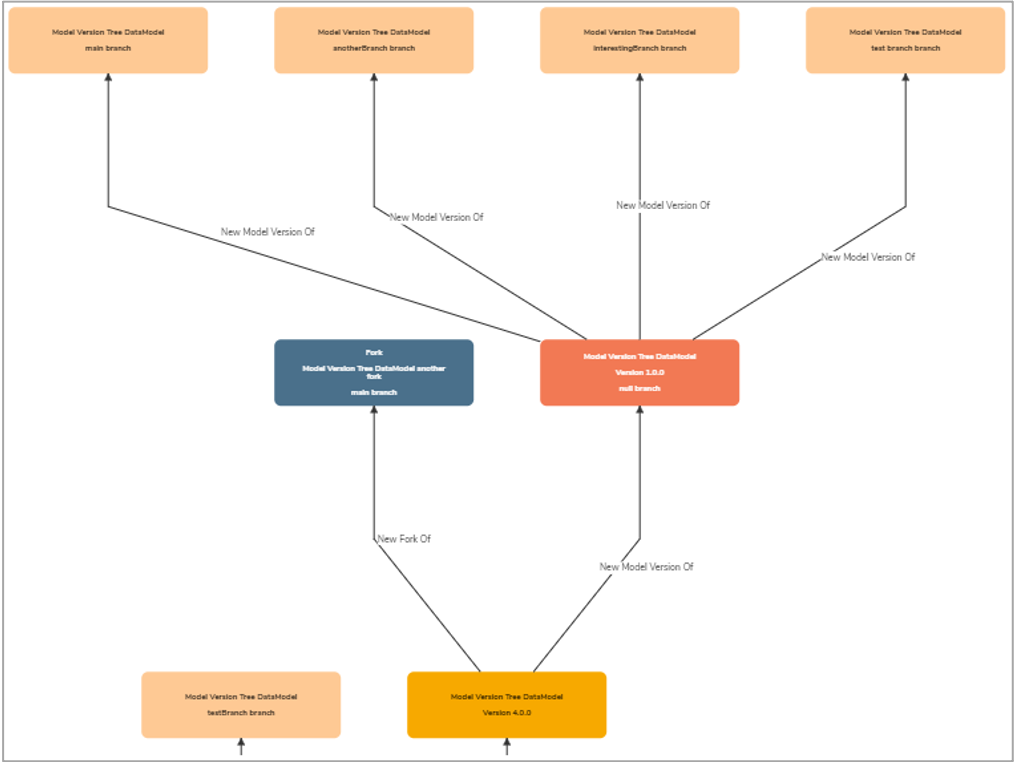 Model Version Tree DataModel
main branch
Model Version Tree DataModel
anotherBranch branch
Model Version Tree DataModel
interestingBranch branch
Model Version Tree DataModel
test branch branch
New Model Version Of
New Model Version Of
New Model Version Of
New Model Version Of
Fork
Model Version Tree DataModel another
fork
main branch
Model Version Tree DataModel
Version 1.0.0
null branch
New Fork Of
New Model Version Of
Model Version Tree DataModel
testBranch branch
Model Version Tree DataModel
Version 4.0.0